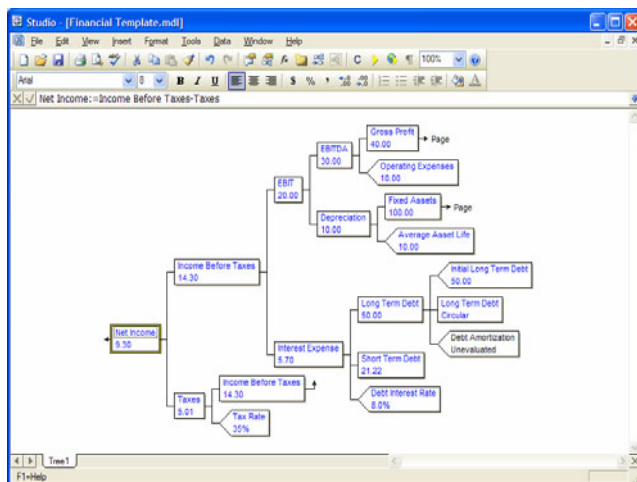 Studio - [Financial Template.mdl]
File Edit View Insert Format Tools Data Window Help
100%
Arial 8 B I U $ % ,
Net Income:=Income Before Taxes-Taxes
Gross Profit
40.00
Page
EBITDA
30.00
Operating Expenses
10.00
EBIT
20.00
Fixed Assets
100.00
Page
Depreciation
10.00
Average Asset Life
10.00
Income Before Taxes
14.30
Initial Long Term Debt
50.00
Long Term Debt
50.00
Long Term Debt
Circular
Net Income
9.30
Debt Amortization
Unevaluated
Interest Expense
5.70
Short Term Debt
21.22
Income Before Taxes
14.30
Debt Interest Rate
8.0%
Taxes
5.01
Tax Rate
35%
Tree1
F1=Help